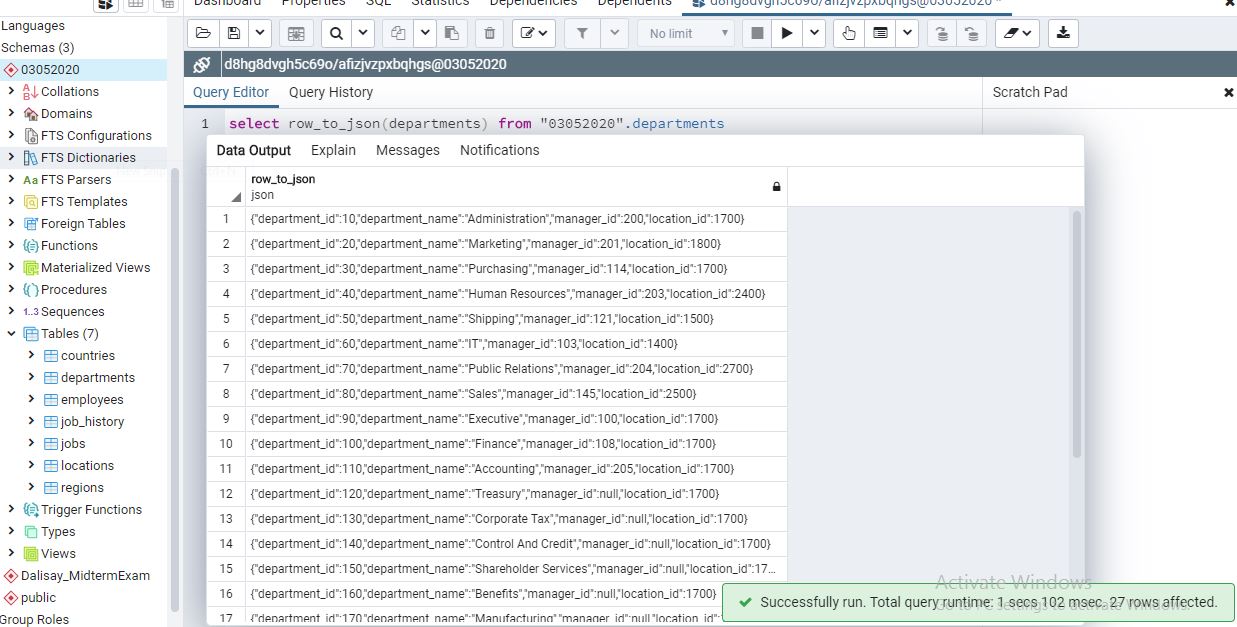 Dashboard Properties SQL Statistics Dependencies Dependents d8hg8dvgh5c69o/afizjvzpxbqhgs@03052020 *
Languages
Schemas (3)
03052020
Collations
Domains
FTS Configurations
FTS Dictionaries
FTS Parsers
FTS Templates
Foreign Tables
Functions
Materialized Views
Procedures
1..3 Sequences
Tables (7)
countries
departments
employees
job_history
jobs
locations
regions
Trigger Functions
Types
Views
Dalisay_MidtermExam
public
Group Roles
No limit
d8hg8dvgh5c69o/afizjvzpxbqhgs@03052020
Query Editor Query History
Scratch Pad
1 select row_to_json(departments) from "03052020".departments
Data Output Explain Messages Notifications
row_to_json
json
1 {"department_id":10,"department_name":"Administration","manager_id":200,"location_id":1700}
2 {"department_id":20,"department_name":"Marketing","manager_id":201,"location_id":1800}
3 {"department_id":30,"department_name":"Purchasing","manager_id":114,"location_id":1700}
4 {"department_id":40,"department_name":"Human Resources","manager_id":203,"location_id":2400}
5 {"department_id":50,"department_name":"Shipping","manager_id":121,"location_id":1500}
6 {"department_id":60,"department_name":"IT","manager_id":103,"location_id":1400}
7 {"department_id":70,"department_name":"Public Relations","manager_id":204,"location_id":2700}
8 {"department_id":80,"department_name":"Sales","manager_id":145,"location_id":2500}
9 {"department_id":90,"department_name":"Executive","manager_id":100,"location_id":1700}
10 {"department_id":100,"department_name":"Finance","manager_id":108,"location_id":1700}
11 {"department_id":110,"department_name":"Accounting","manager_id":205,"location_id":1700}
12 {"department_id":120,"department_name":"Treasury","manager_id":null,"location_id":1700}
13 {"department_id":130,"department_name":"Corporate Tax","manager_id":null,"location_id":1700}
14 {"department_id":140,"department_name":"Control And Credit","manager_id":null,"location_id":1700}
15 {"department_id":150,"department_name":"Shareholder Services","manager_id":null,"location_id":17...
16 {"department_id":160,"department_name":"Benefits","manager_id":null,"location_id":1700}
17 {"department_id":170,"department_name":"Manufacturing","manager_id":null,"location_id":
Activate Windows
Successfully run. Total query runtime: 1 secs 102 msec. 27 rows affected.